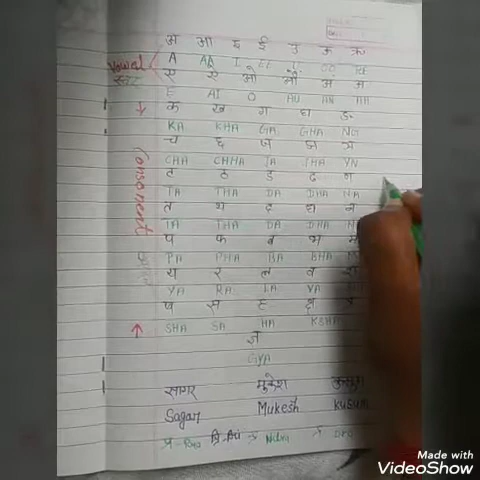 अ आ इ ई उ ऊ ऋ
A AA I EE U OO
Vowel ए ऐ ओ औ अं
स्वर E AI O AU AN AH
क ख ग घ ङ
KA KHA GA GHA NG
च छ ज झ ञ
CHA CHHA JA JHA YN
Consonent
ट ठ ड ढ ण
TA THA DA DHA NA
त थ द ध न
TA THA DA DHA
प फ ब भ म
PA PHA BA BHA
य र ल व श
YA RA LA VA
ष स ह क्ष
SHA SA HA KSHA
ज्ञ
GYA
सागर मुकेश कुसुम
Sagar Mukesh Kusum
Made with
VideoShow